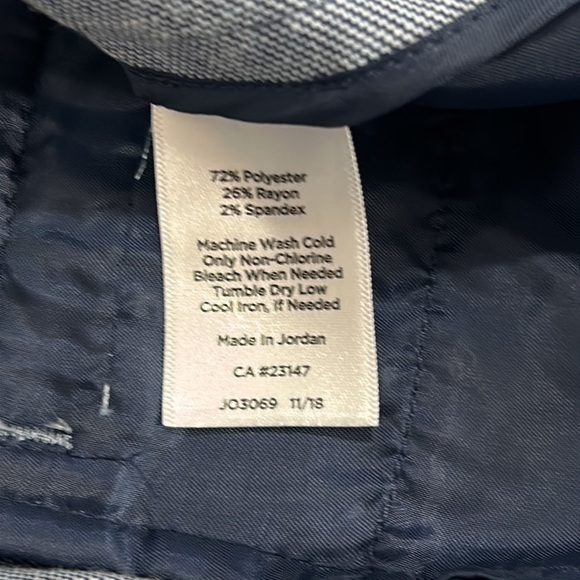 72% Polyester
26% Rayon
2% Spandex
Machine Wash Cold
Only Non-Chlorine
Bleach When Needed
Tumble Dry Low
Cool Iron, If Needed
Made In Jordan
CA #23147
JO3069 11/18